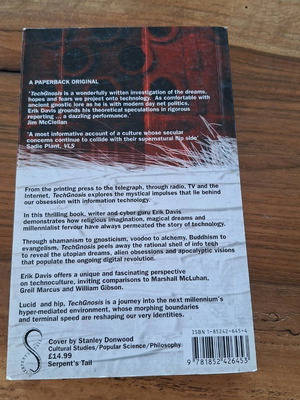 A PAPERBACK ORIGINAL
'TechGnosis is a wonderfully written investigation of the dreams,
hopes and fears we project onto technology. As comfortable with
ancient gnostic lore as he is with modern day net politics,
Erik Davis grounds his theoretical speculations in rigorous
reporting ... a dazzling performance.'
Jim McClellan
'A most informative account of a culture whose secular
concerns continue to collide with their supernatural flip side.'
Sadie Plant, VLS
From the printing press to the telegraph, through radio, TV and the
Internet, TechGnosis explores the mystical impulses that lie behind
our obsession with information technology.
In this thrilling book, writer and cyber guru Erik Davis
demonstrates how religious imagination, magical dreams and
millennialist fervour have always permeated the story of technology.
Through shamanism to gnosticism, voodoo to alchemy, Buddhism to
evangelism, TechGnosis peels away the rational shell of info tech
to reveal the utopian dreams, alien obsessions and apocalyptic visions
that populate the ongoing digital revolution.
Erik Davis offers a unique and fascinating perspective
on technoculture, inviting comparisons to Marshall McLuhan,
Greil Marcus and William Gibson.
Lucid and hip, TechGnosis is a journey into the next millennium's
hyper-mediated environment, whose morphing boundaries
and terminal speed are reshaping our very identities.
Cover by Stanley Donwood
Cultural Studies/Popular Science/Philosophy
£14.99
Serpent's Tail
ISBN 1-85242-645-4
9 781852 426453